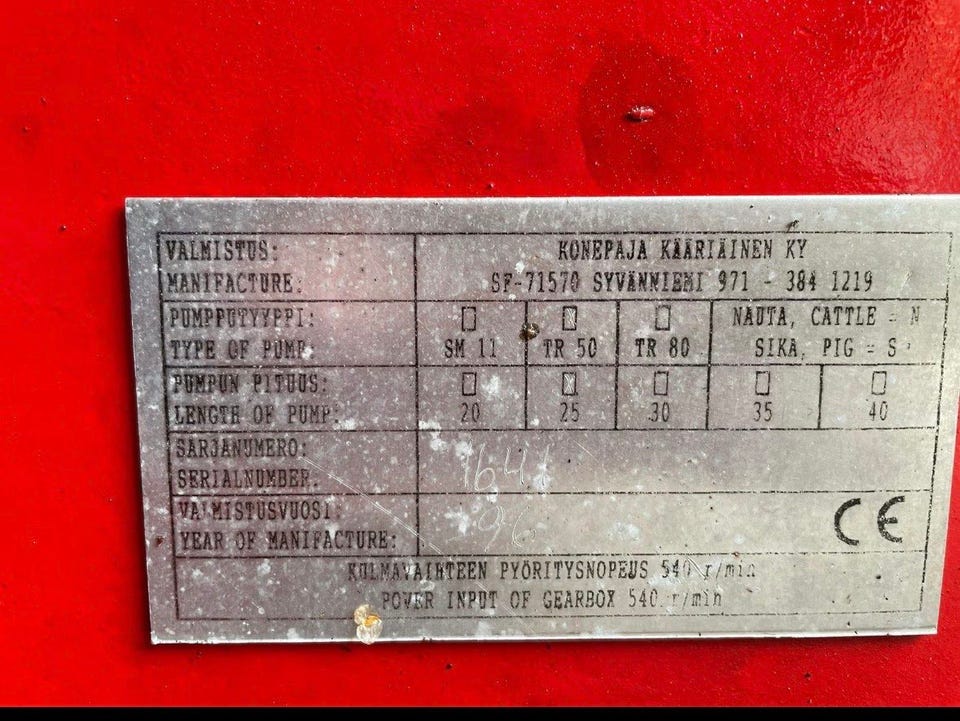 VALMISTUS: KONEPAJA KÄÄRIÄINEN KY
MANIFACTURE: SF-71570 SYVÄNNIEMI 971 - 384 1219
PUMPPUTYYPPI: NAUTA, CATTLE = N
TYPE OF PUMP: SM 11 TR 50 TR 80 SIKA, PIG = S
PUMPUN PITUUS:
LENGTH OF PUMP: 20 25 30 35 40
SARJANUMERO:
SERIALNUMBER: 1641
VALMISTUSVUOSI: 96
YEAR OF MANIFACTURE: CE
KULMAVAIHTEEN PYÖRITYSNOPEUS 540 r/min
POWER INPUT OF GEARBOX 540 r/min